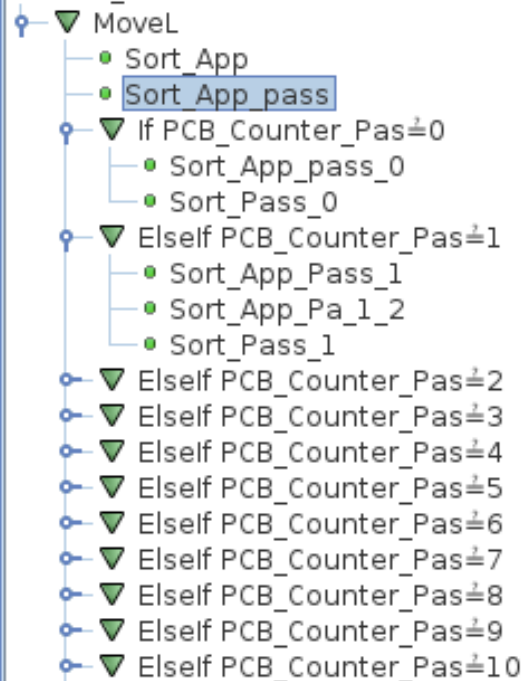 MoveL
Sort_App
Sort_App_pass
If PCB_Counter_Pas≟0
Sort_App_pass_0
Sort_Pass_0
ElseIf PCB_Counter_Pas≟1
Sort_App_Pass_1
Sort_App_Pa_1_2
Sort_Pass_1
ElseIf PCB_Counter_Pas≟2
ElseIf PCB_Counter_Pas≟3
ElseIf PCB_Counter_Pas≟4
ElseIf PCB_Counter_Pas≟5
ElseIf PCB_Counter_Pas≟6
ElseIf PCB_Counter_Pas≟7
ElseIf PCB_Counter_Pas≟8
ElseIf PCB_Counter_Pas≟9
ElseIf PCB_Counter_Pas≟10